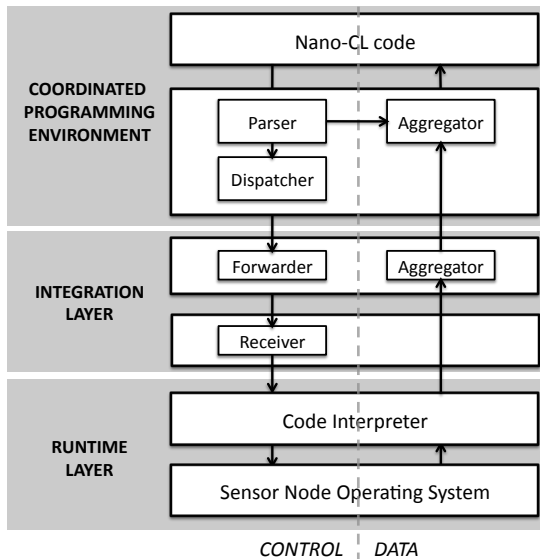 Nano-CL code
COORDINATED
PROGRAMMING
ENVIRONMENT
Parser
Aggregator
Dispatcher
Forwarder
Aggregator
INTEGRATION
LAYER
Receiver
Code Interpreter
RUNTIME
LAYER
Sensor Node Operating System
CONTROL
DATA